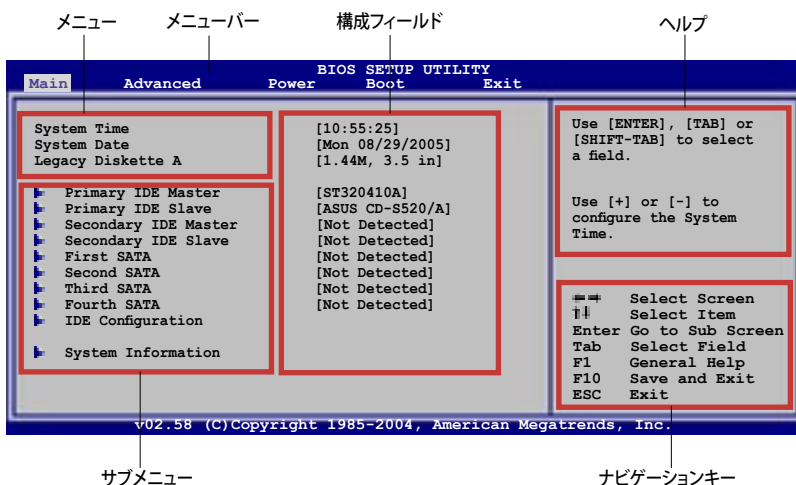 メニュー メニューバー 構成フィールド ヘルプ
BIOS SETUP UTILITY
Main Advanced Power Boot Exit
System Time [10:55:25]
System Date [Mon 08/29/2005]
Legacy Diskette A [1.44M, 3.5 in]
Primary IDE Master [ST320410A]
Primary IDE Slave [ASUS CD-S520/A]
Secondary IDE Master [Not Detected]
Secondary IDE Slave [Not Detected]
First SATA [Not Detected]
Second SATA [Not Detected]
Third SATA [Not Detected]
Fourth SATA [Not Detected]
IDE Configuration
System Information
Use [ENTER], [TAB] or
[SHIFT-TAB] to select
a field.
Use [+] or [-] to
configure the System
Time.
←→ Select Screen
↑↓ Select Item
Enter Go to Sub Screen
Tab Select Field
F1 General Help
F10 Save and Exit
ESC Exit
v02.58 (C)Copyright 1985-2004, American Megatrends, Inc.
サブメニュー ナビゲーションキー